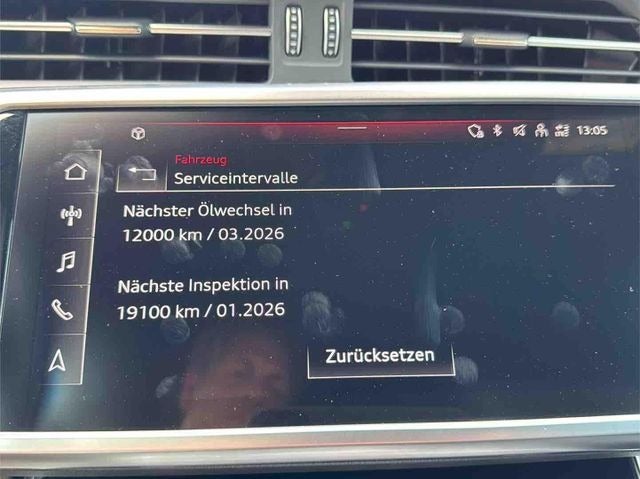 13:05
Fahrzeug
Serviceintervalle
Nächster Ölwechsel in
12000 km / 03.2026
Nächste Inspektion in
19100 km / 01.2026
Zurücksetzen